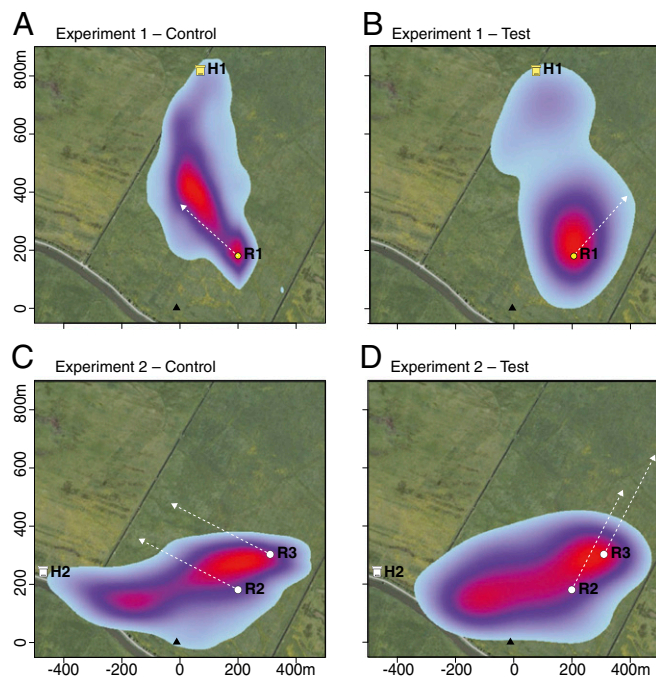 A Experiment 1 – Control
B Experiment 1 – Test
800m
600
400
200
0
H1
R1
H1
R1
C Experiment 2 – Control
D Experiment 2 – Test
800m
600
400
200
0
H2
R3
R2
H2
R3
R2
-400 -200 0 200 400m
-400 -200 0 200 400m